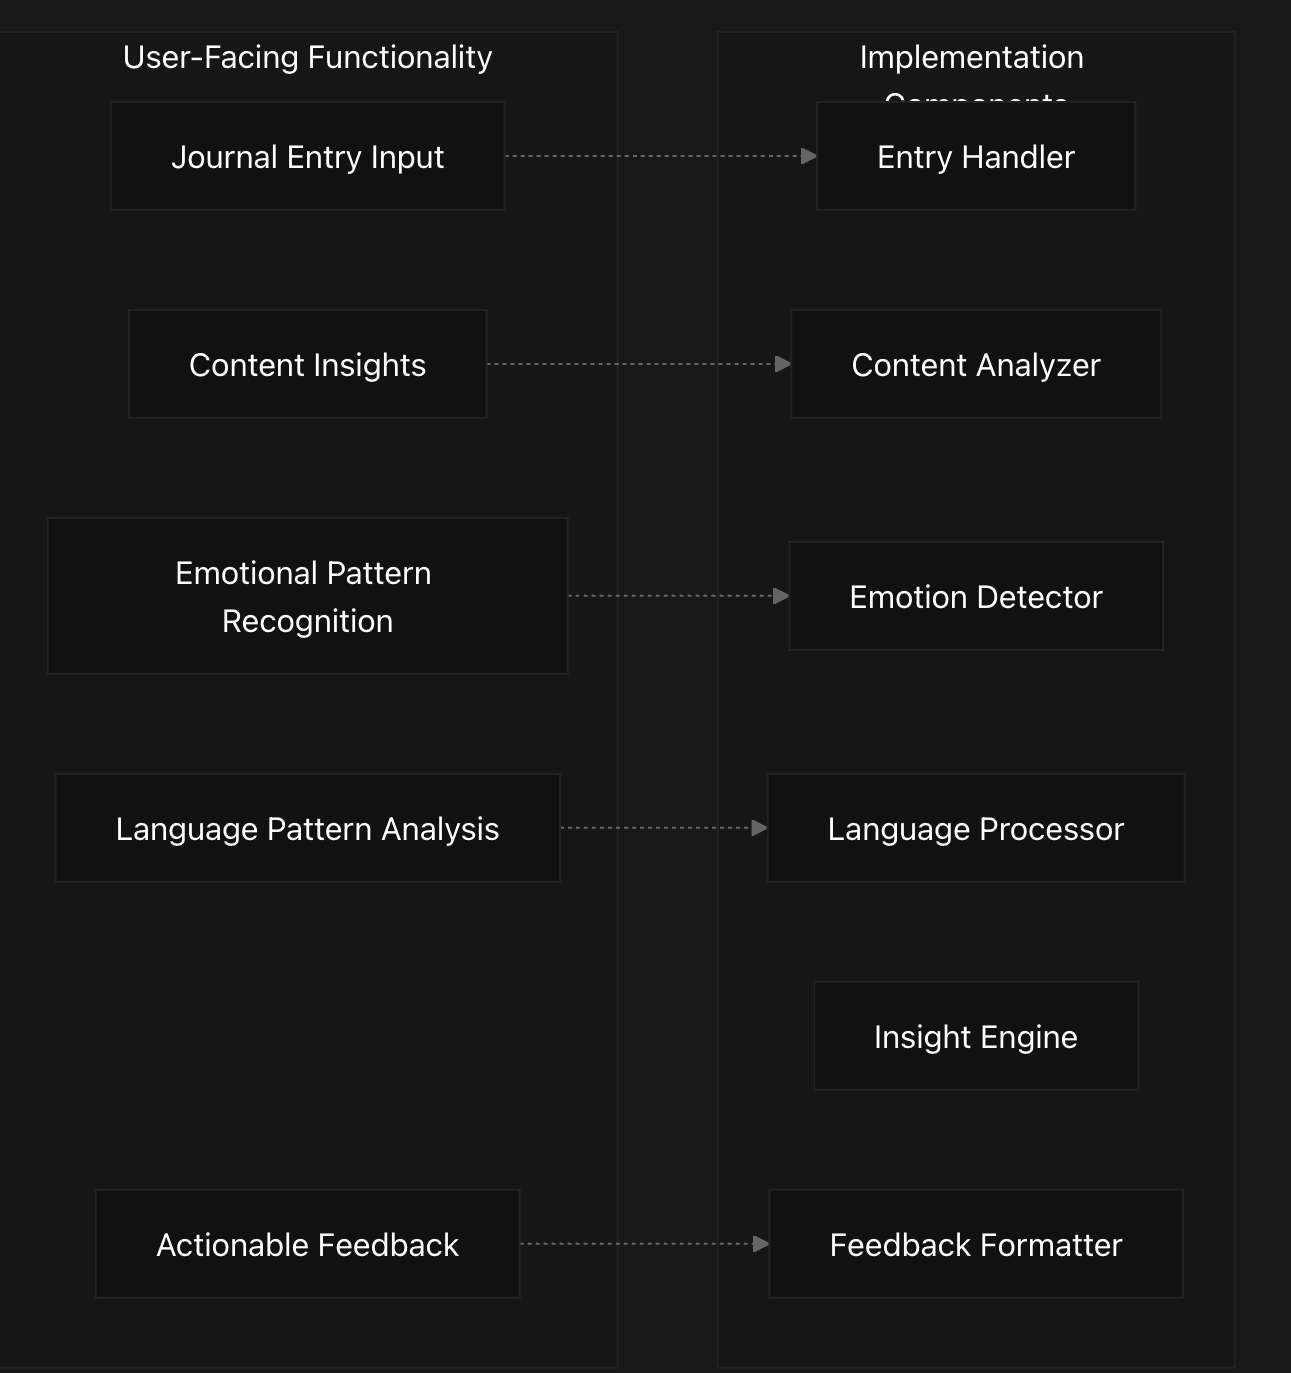 User-Facing Functionality
Implementation
Components
Journal Entry Input
Entry Handler
Content Insights
Content Analyzer
Emotional Pattern
Recognition
Emotion Detector
Language Pattern Analysis
Language Processor
Insight Engine
Actionable Feedback
Feedback Formatter